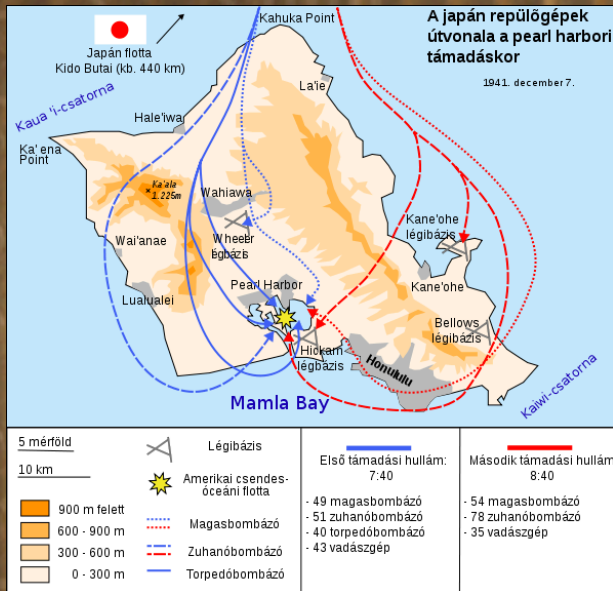 Kahuka Point
A japán repülőgépek
útvonala a pearl harbori
támadáskor
1941. december 7.
Japán flotta
Kido Butai (kb. 440 km)
Kaua 'i-csatorna
La'ie
Hale'iwa
Ka' ena
Point
Ka'ala
1.225m
Wahiawa
Wheeler
légbázis
Kane'ohe
légibázis
Wai'anae
Pearl Harbor
Kane'ohe
Lualualei
Bellows
légibázis
Hickam
légibázis
Honolulu
Mamla Bay
Kaiwi-csatorna
5 mérföld
10 km
900 m felett
600 - 900 m
300 - 600 m
0 - 300 m
Légibázis
Amerikai csendes-
óceáni flotta
Magasbombázó
Zuhanóbombázó
Torpedóbombázó
Első támadási hullám:
7:40
- 49 magasbombázó
- 51 zuhanóbombázó
- 40 torpedóbombázó
- 43 vadászgép
Második támadási hullám
8:40
- 54 magasbombázó
- 78 zuhanóbombázó
- 35 vadászgép